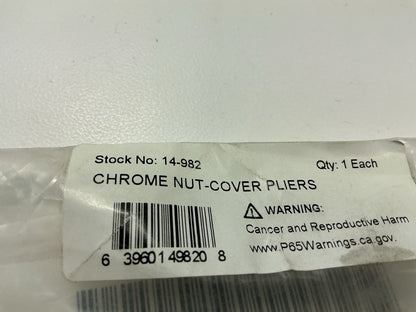 Stock No: 14-982 Qty: 1 Each
CHROME NUT-COVER PLIERS
WARNING:
Cancer and Reproductive Harm
www.P65Warnings.ca.gov.
6 39601 49820 8